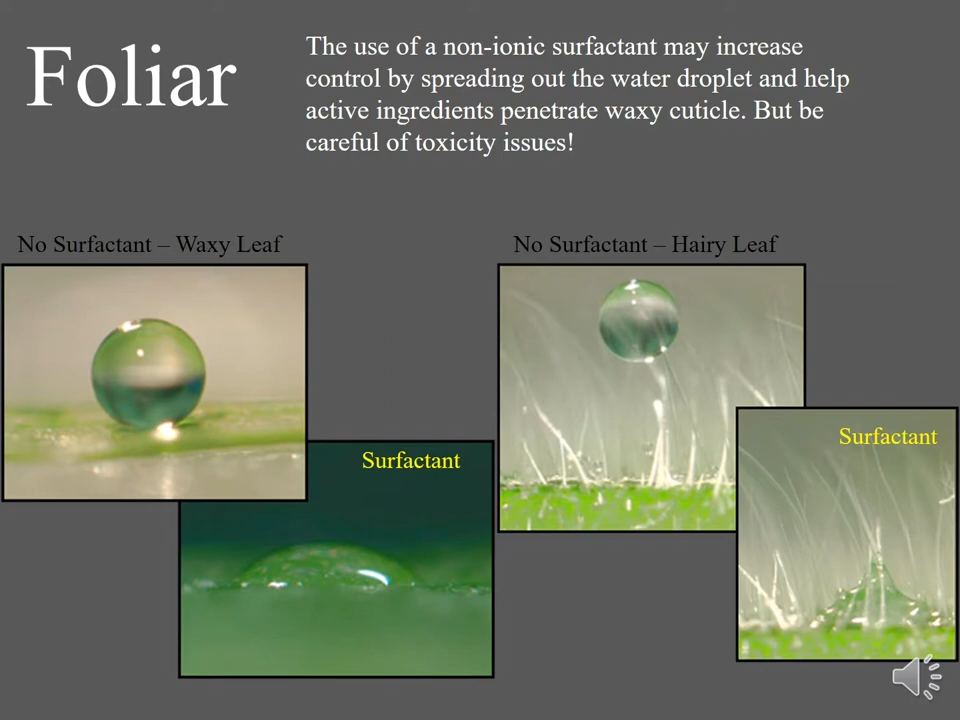 Foliar
The use of a non-ionic surfactant may increase
control by spreading out the water droplet and help
active ingredients penetrate waxy cuticle. But be
careful of toxicity issues!
No Surfactant – Waxy Leaf
No Surfactant – Hairy Leaf
Surfactant
Surfactant